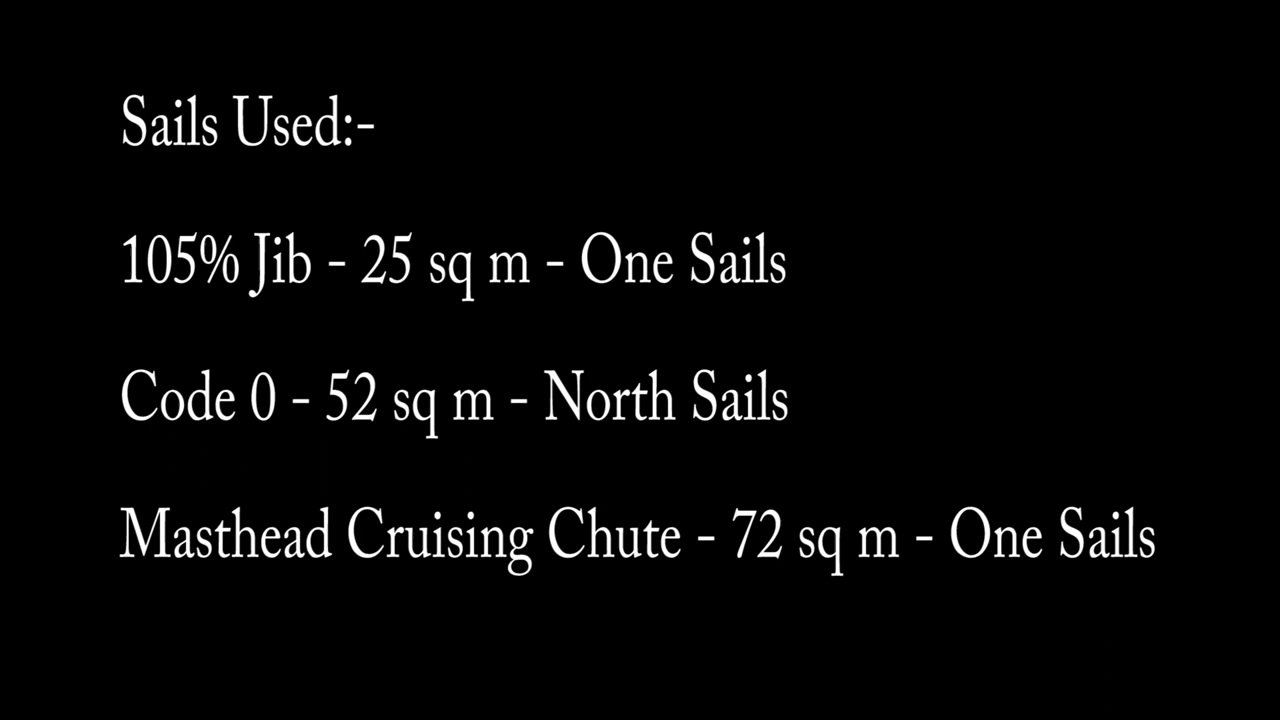 Sails Used:-
105% Jib - 25 sq m - One Sails
Code 0 - 52 sq m - North Sails
Masthead Cruising Chute - 72 sq m - One Sails